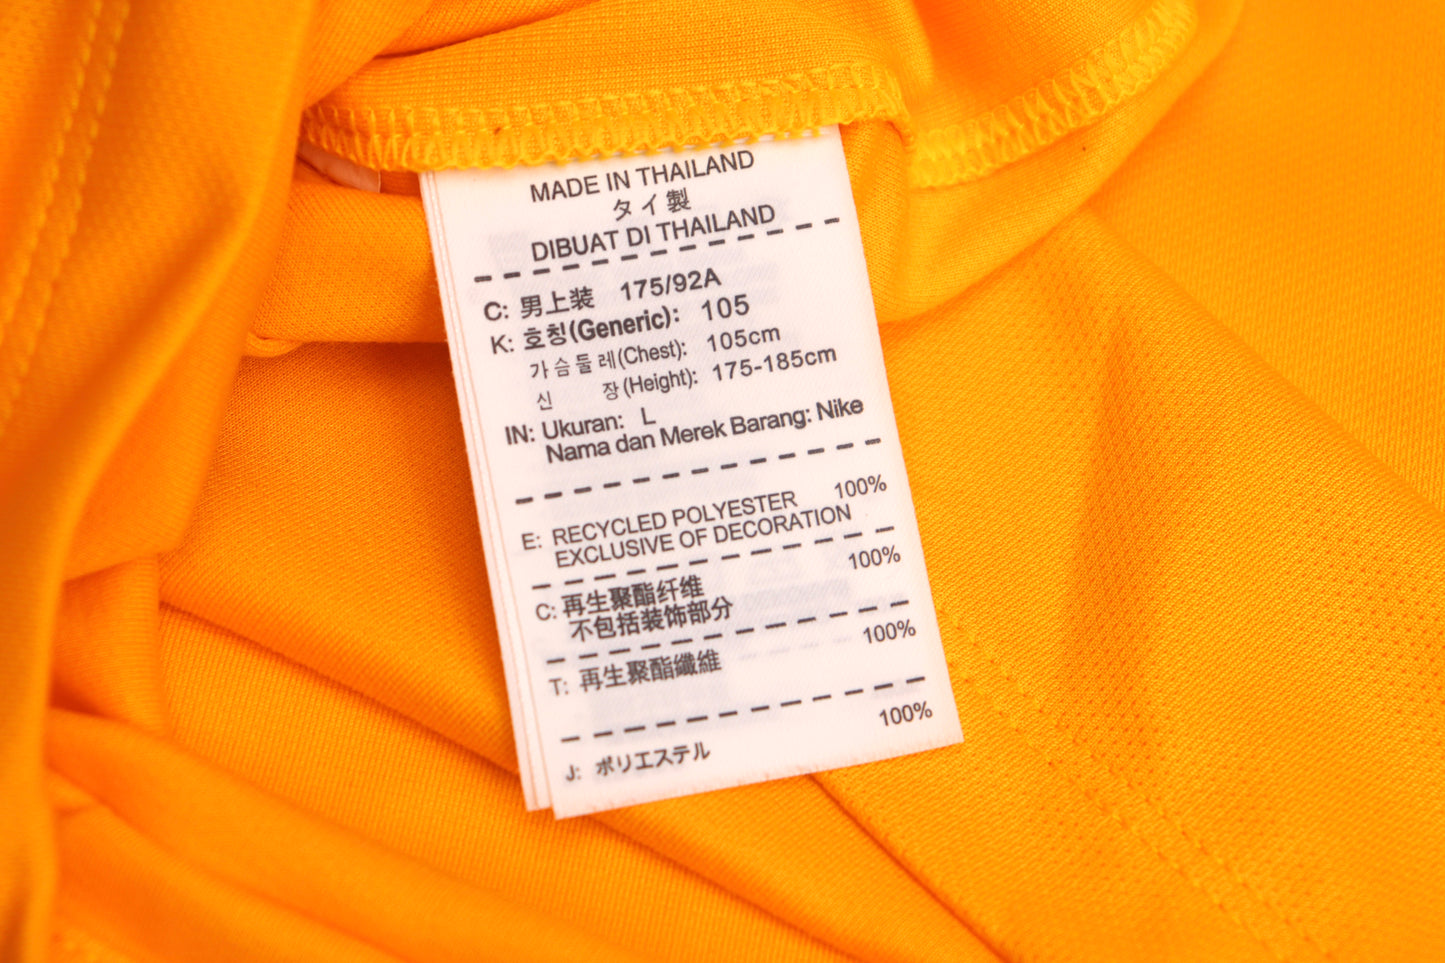 MADE IN THAILAND
タイ製
DIBUAT DI THAILAND
C: 男上装 175/92A
K: 호칭(Generic): 105
가슴둘레(Chest): 105cm
신 장(Height): 175-185cm
IN: Ukuran: L
Nama dan Merek Barang: Nike
100%
E: RECYCLED POLYESTER
EXCLUSIVE OF DECORATION
100%
C: 再生聚酯纤维
不包括装饰部分
100%
T: 再生聚酯纖維
100%
J: ポリエステル